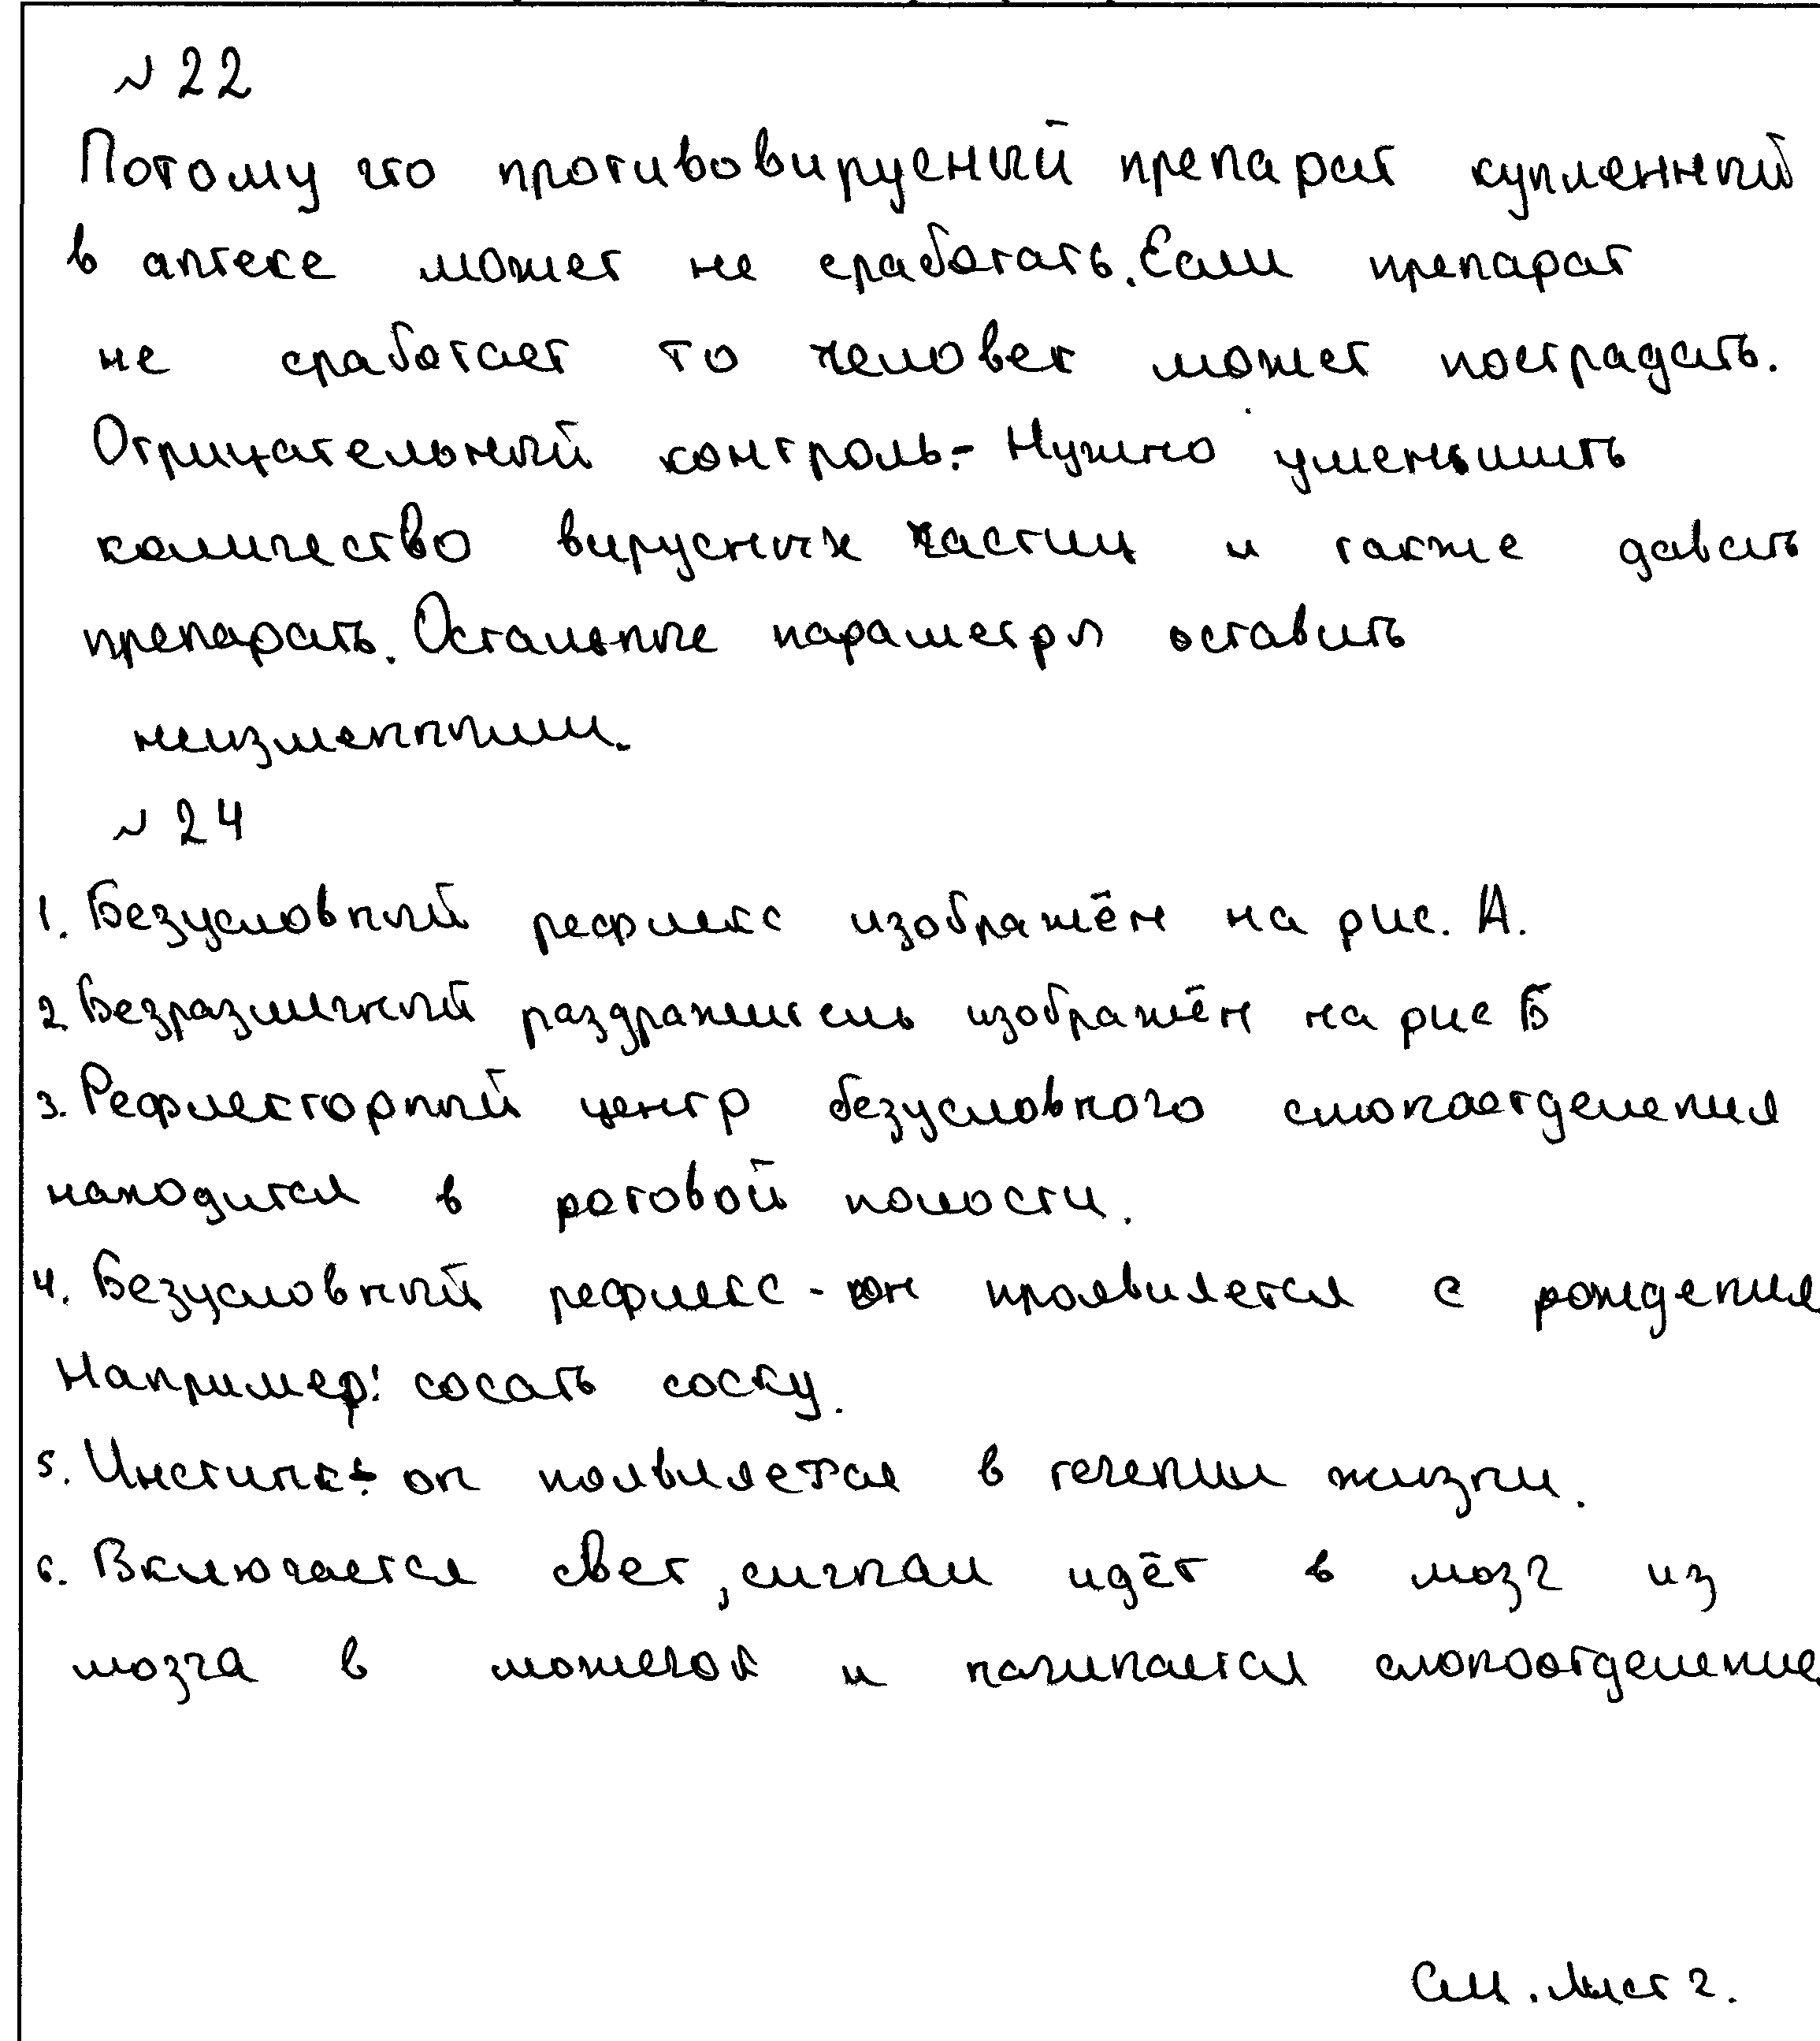 № 22
Потому что противовирусный препарат купленный
в аптеке может не сработать. Если препарат
не сработает то человек может пострадать.
Отрицательный контроль:- Нужно уменьшить
количество вирусных частиц и также давать
препарать. Остальные параметры оставить
неизменными.
№ 24
1. Безусловный рефлекс изображён на рис. А.
2 Безразличный раздражитель изображён на рис Б
3. Рефлекторный центр безусловного слюноотделения
находится в ротовой полости.
4. Безусловный рефлекс - он проявляется с рождения
Например: сосать соску.
5. Инстинкт - он появляется в течении жизни.
6. Включается свет, сигнал идёт в мозг из
мозга в можечок и начинается слюноотделение
См. Лист 2.